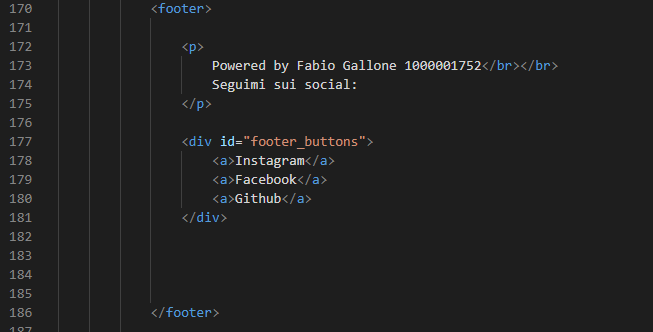 170 <footer>
171
172 <p>
173 Powered by Fabio Gallone 1000001752</br></br>
174 Seguimi sui social:
175 </p>
176
177 <div id="footer_buttons">
178 <a>Instagram</a>
179 <a>Facebook</a>
180 <a>Github</a>
181 </div>
182
183
184
185
186 </footer>
187